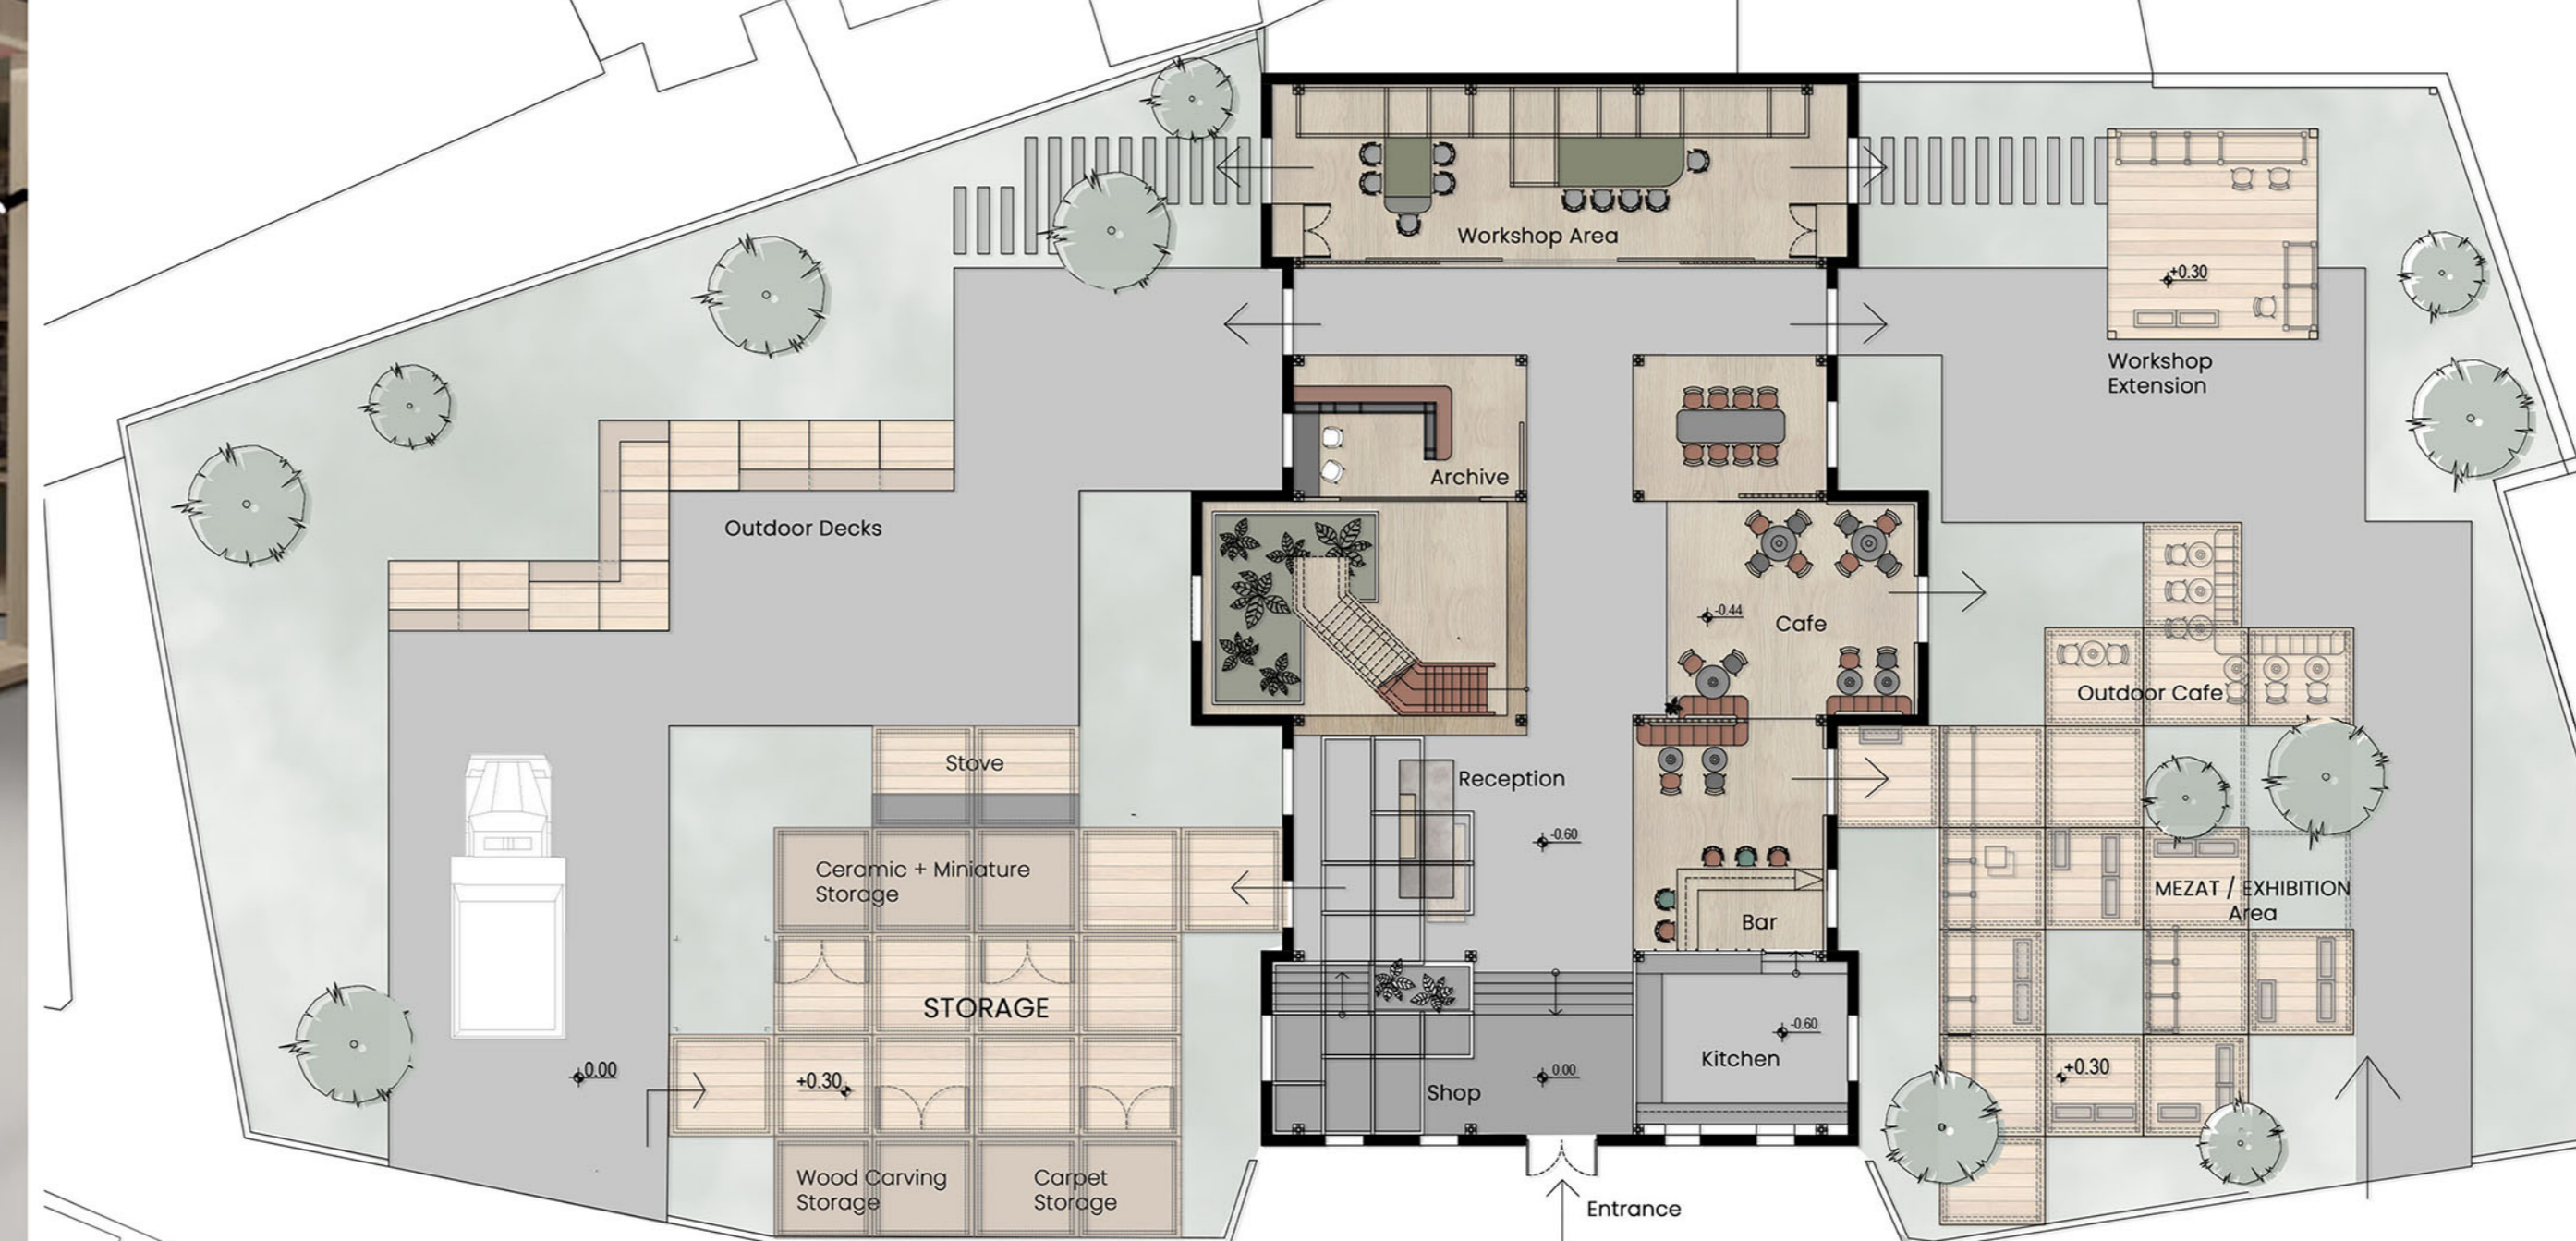 Workshop Area
+0.30
Workshop
Extension
Archive
Outdoor Decks
-0.44
Cafe
Outdoor Cafe
Stove
Reception
-0.60
Ceramic + Miniature
Storage
Bar
MEZAT / EXHIBITION
Area
STORAGE
-0.60
Kitchen
0.00
+0.30
Shop
0.00
+0.30
Wood Carving
Storage
Carpet
Storage
Entrance